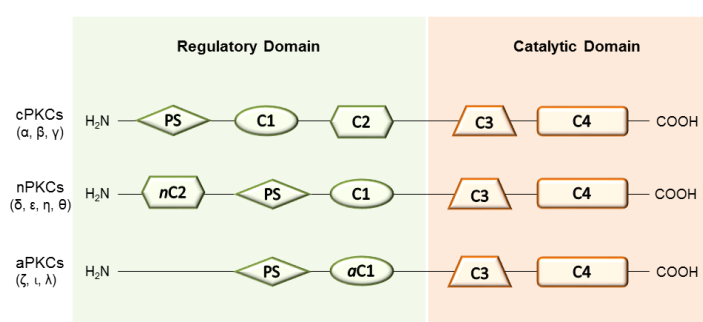 Regulatory Domain Catalytic Domain
cPKCs
(α, β, γ)
H₂N PS C1 C2 C3 C4 COOH
nPKCs
(δ, ε, η, θ)
H₂N nC2 PS C1 C3 C4 COOH
aPKCs
(ζ, ι, λ)
H₂N PS aC1 C3 C4 COOH